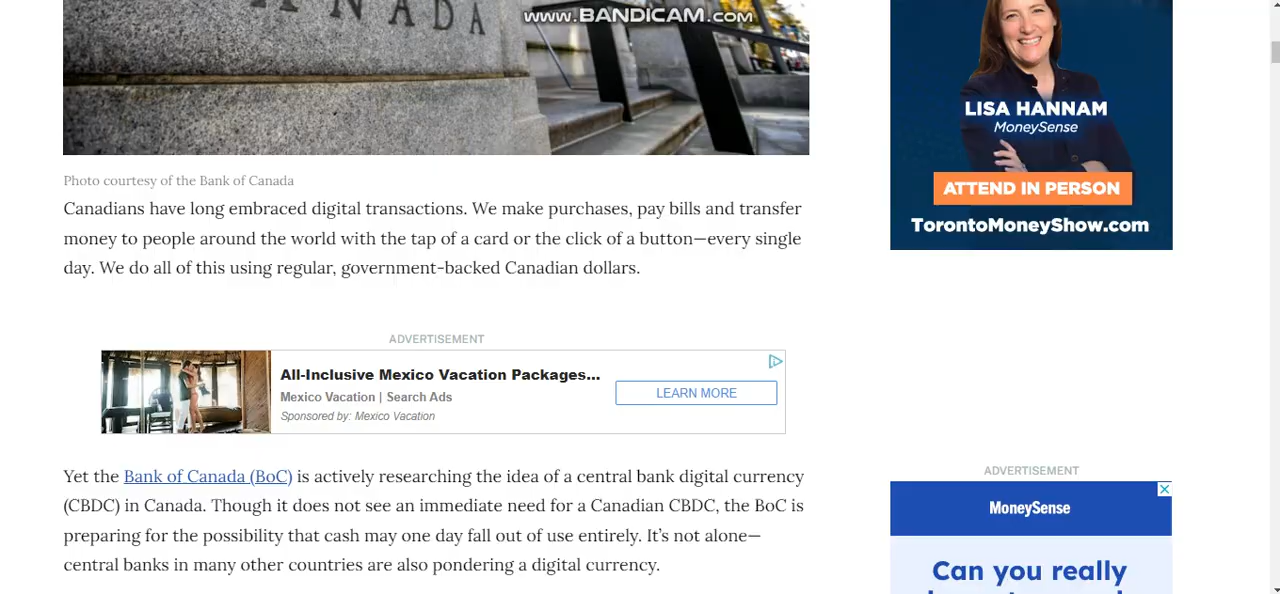 CANADA
www.BANDICAM.com
LISA HANNAM
MoneySense
ATTEND IN PERSON
TorontoMoneyShow.com
Photo courtesy of the Bank of Canada
Canadians have long embraced digital transactions. We make purchases, pay bills and transfer
money to people around the world with the tap of a card or the click of a button—every single
day. We do all of this using regular, government-backed Canadian dollars.
ADVERTISEMENT
All-Inclusive Mexico Vacation Packages...
Mexico Vacation | Search Ads
Sponsored by: Mexico Vacation
LEARN MORE
Yet the Bank of Canada (BoC) is actively researching the idea of a central bank digital currency
(CBDC) in Canada. Though it does not see an immediate need for a Canadian CBDC, the BoC is
preparing for the possibility that cash may one day fall out of use entirely. It's not alone—
central banks in many other countries are also pondering a digital currency.
ADVERTISEMENT
MoneySense
Can you really